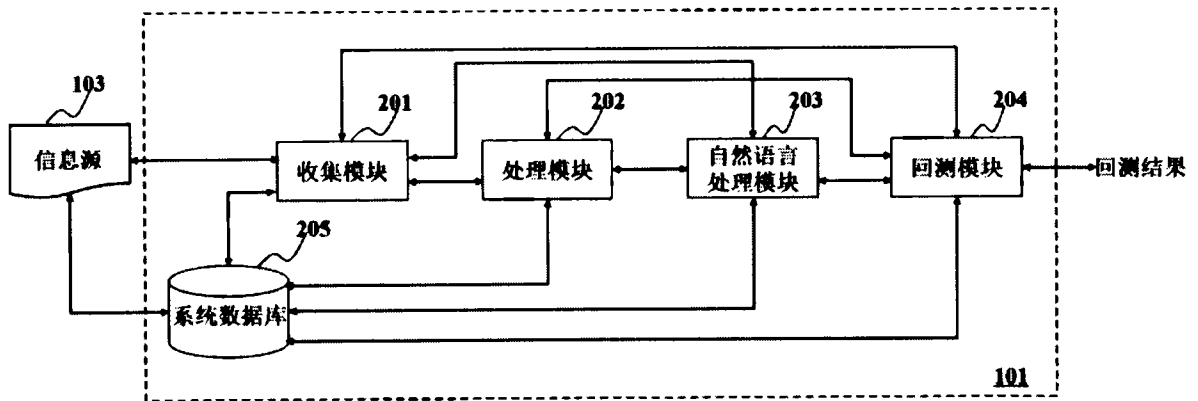 103
201
202
203
204
信息源
收集模块
处理模块
自然语言
处理模块
回测模块
回测结果
205
系统数据库
101